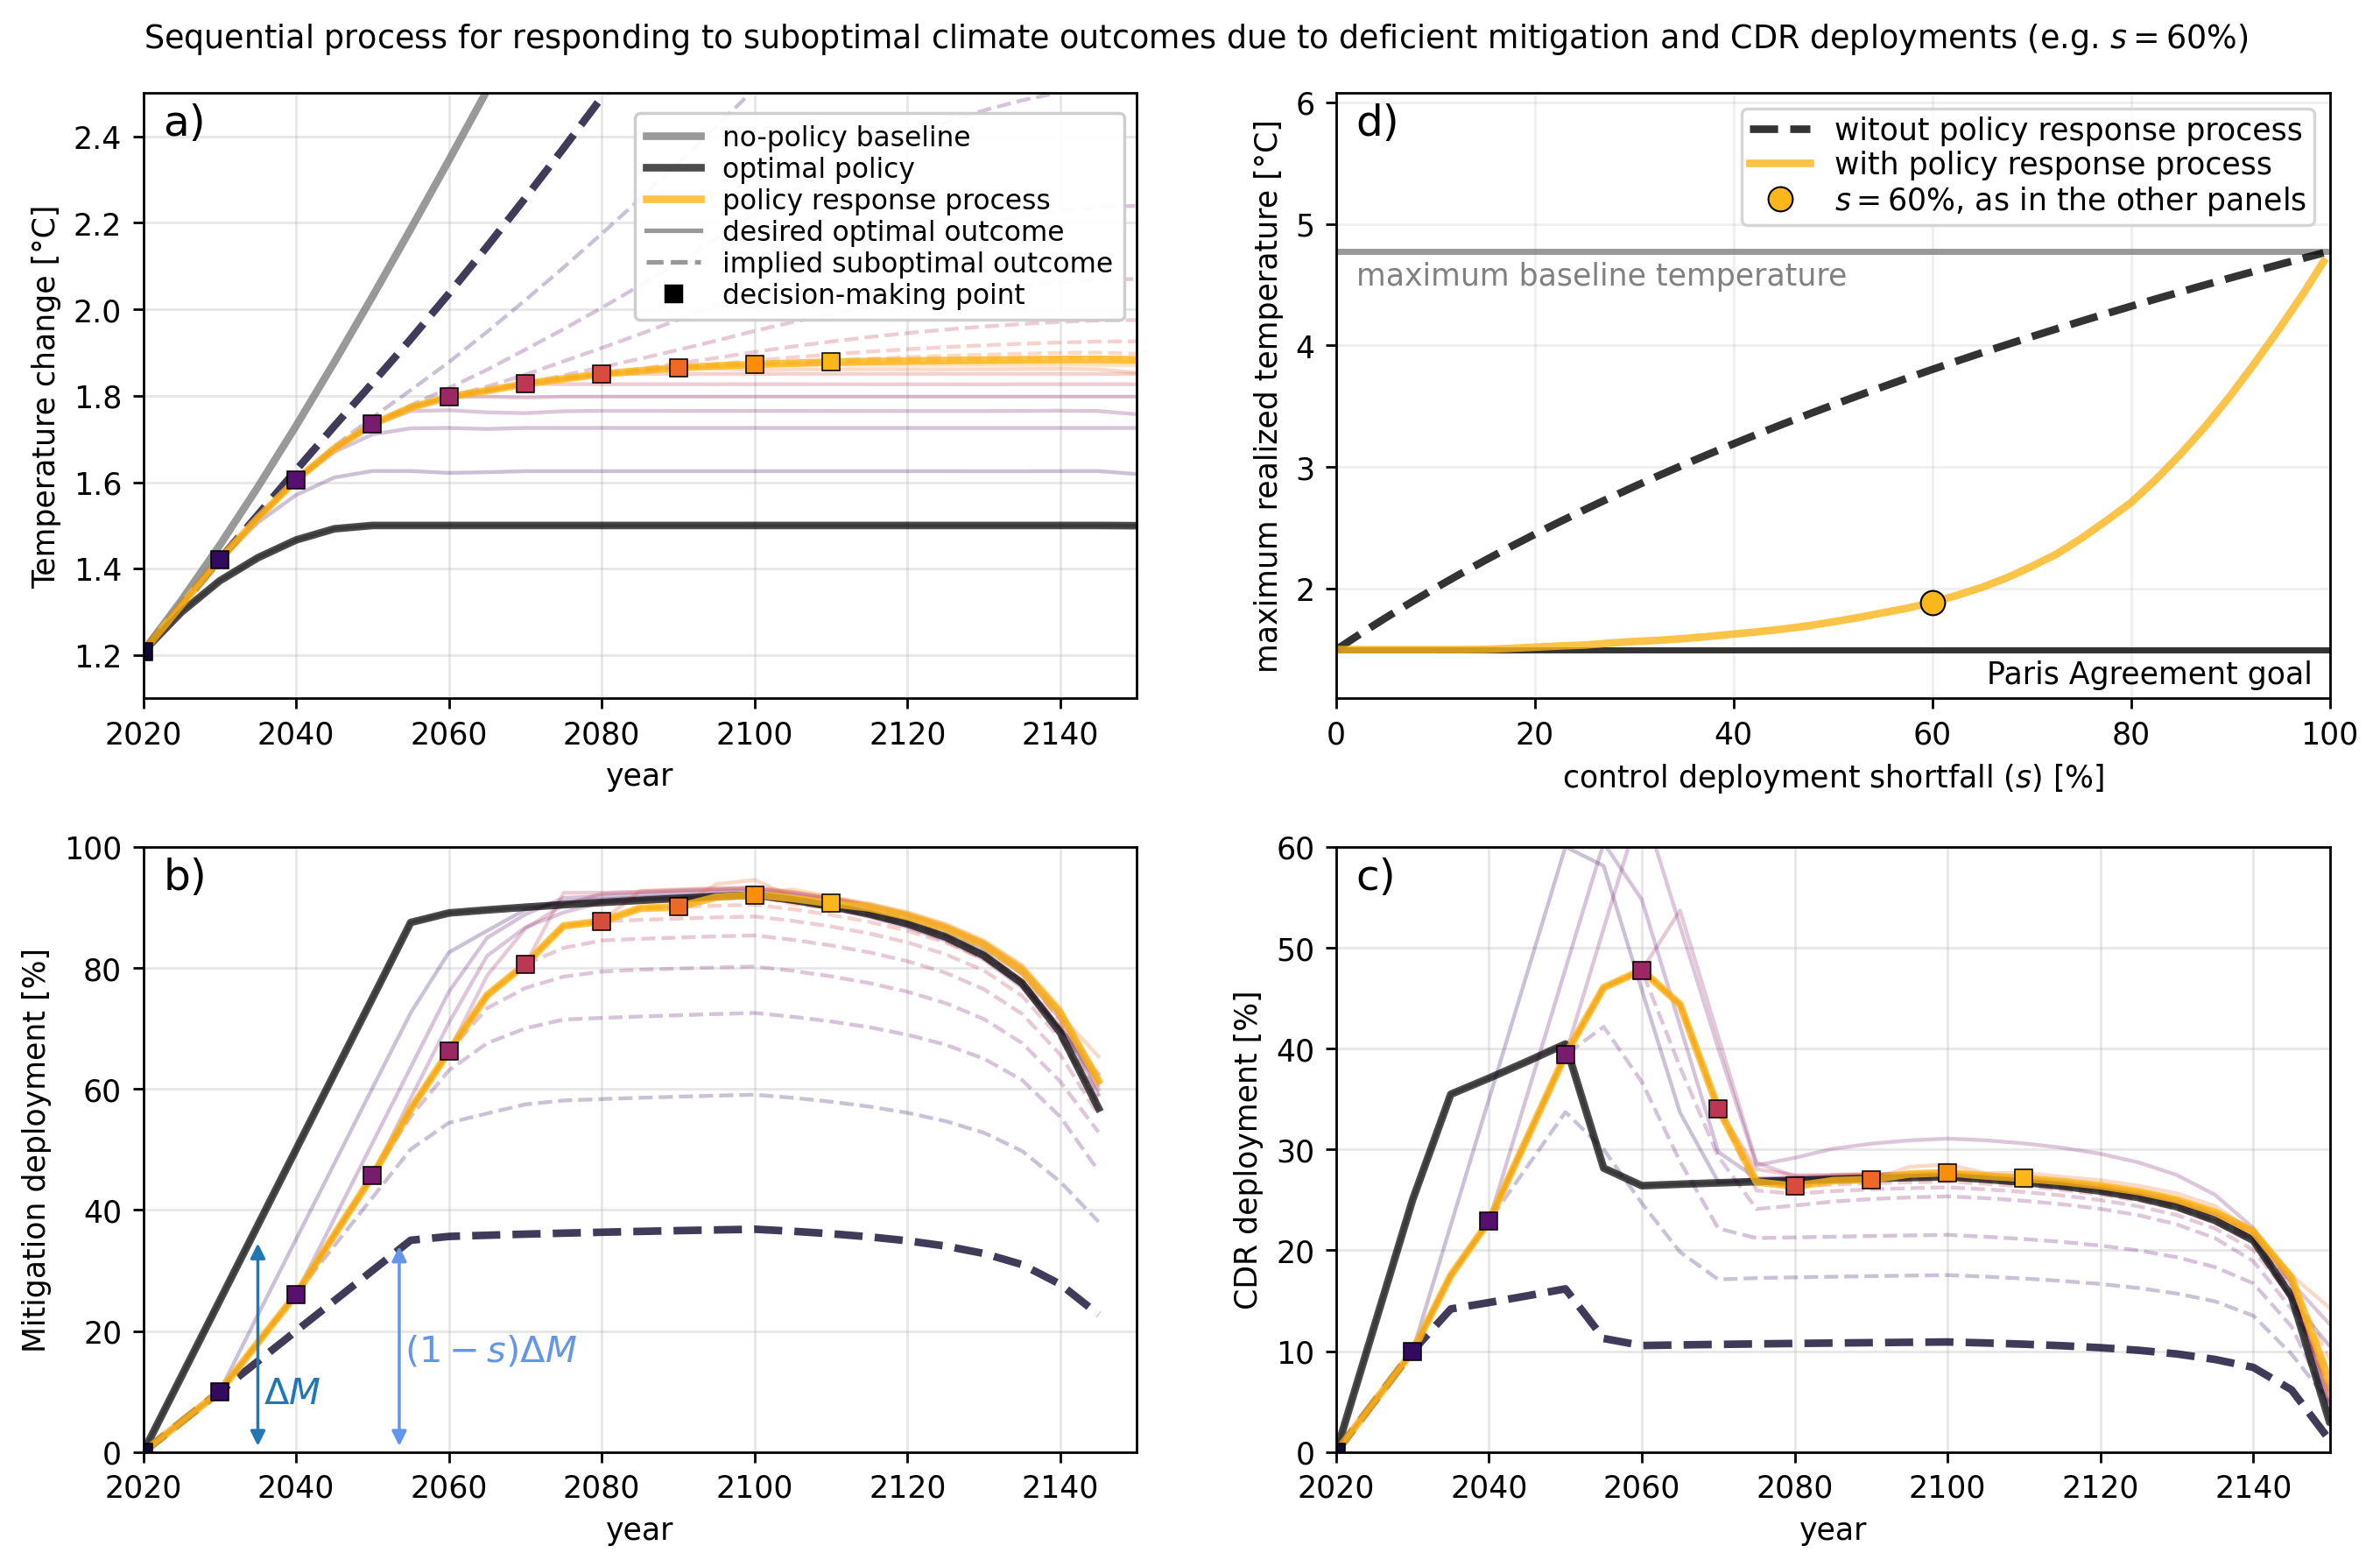 Sequential process for responding to suboptimal climate outcomes due to deficient mitigation and CDR deployments (e.g. s = 60%)
a)
no-policy baseline
optimal policy
policy response process
desired optimal outcome
implied suboptimal outcome
decision-making point
Temperature change [°C]
2.4
2.2
2.0
1.8
1.6
1.4
1.2
2020 2040 2060 2080 2100 2120 2140
year
d)
witout policy response process
with policy response process
s = 60%, as in the other panels
maximum baseline temperature
Paris Agreement goal
maximum realized temperature [°C]
6
5
4
3
2
0 20 40 60 80 100
control deployment shortfall (s) [%]
b)
ΔM
(1 − s)ΔM
Mitigation deployment [%]
100
80
60
40
20
0
2020 2040 2060 2080 2100 2120 2140
year
c)
CDR deployment [%]
60
50
40
30
20
10
0
2020 2040 2060 2080 2100 2120 2140
year